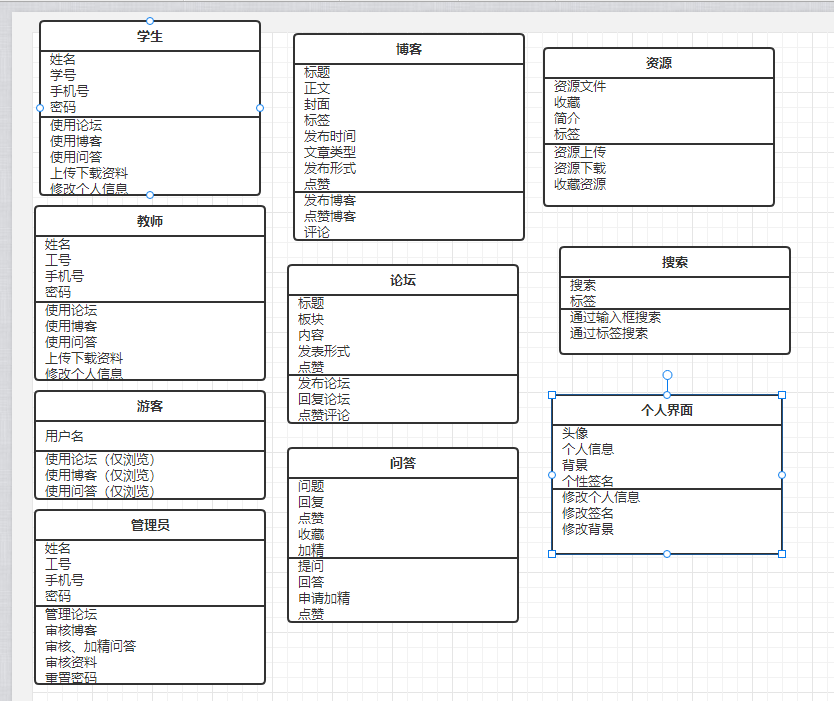 学生
姓名
学号
手机号
密码
使用论坛
使用博客
使用问答
上传下载资料
修改个人信息
教师
姓名
工号
手机号
密码
使用论坛
使用博客
使用问答
上传下载资料
修改个人信息
游客
用户名
使用论坛（仅浏览）
使用博客（仅浏览）
使用问答（仅浏览）
管理员
姓名
工号
手机号
密码
管理论坛
审核博客
审核、加精问答
审核资料
重置密码
博客
标题
正文
封面
标签
发布时间
文章类型
发布形式
点赞
发布博客
点赞博客
评论
论坛
标题
板块
内容
发表形式
点赞
发布论坛
回复论坛
点赞评论
问答
问题
回复
点赞
收藏
加精
提问
回答
申请加精
点赞
资源
资源文件
收藏
简介
标签
资源上传
资源下载
收藏资源
搜索
搜索
标签
通过输入框搜索
通过标签搜索
个人界面
头像
个人信息
背景
个性签名
修改个人信息
修改签名
修改背景